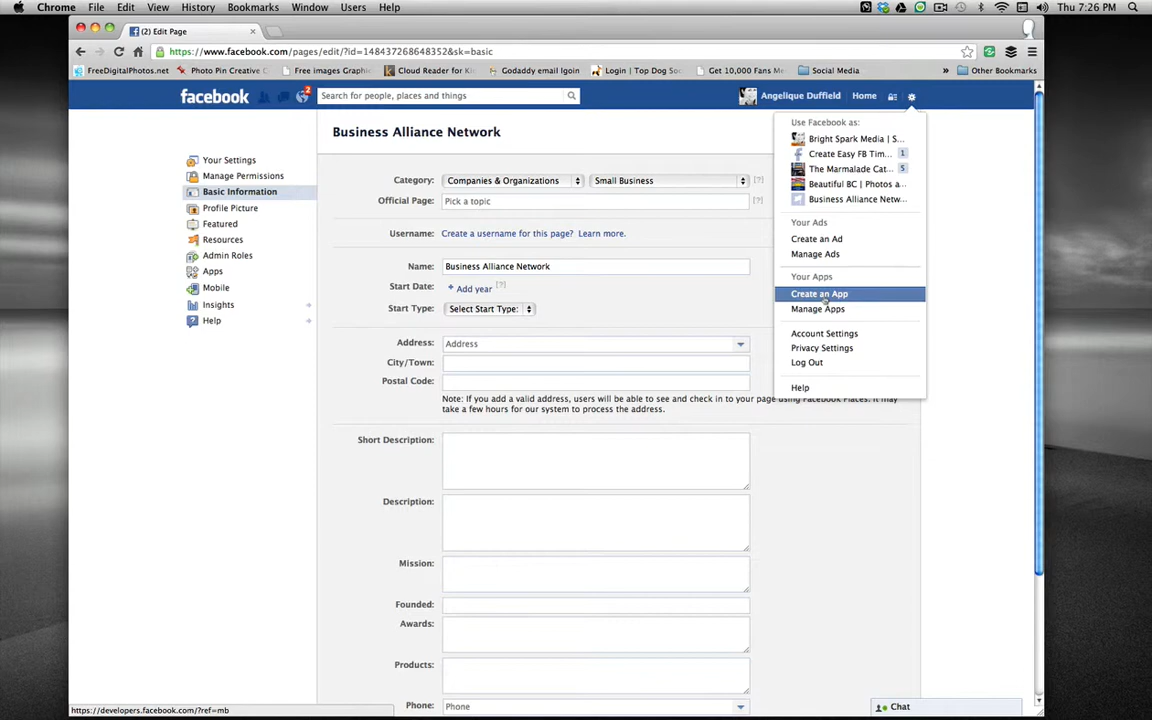 Chrome File Edit View History Bookmarks Window Users Help Thu 7:26 PM
(2) Edit Page
https://www.facebook.com/pages/edit/?id=148437268648352&sk=basic
FreeDigitalPhotos.net Photo Pin Creative C Free images Graphi Cloud Reader for Ki Godaddy email lgoin Login | Top Dog So Get 10,000 Fans Me Social Media » Other Bookmarks
facebook 2 Search for people, places and things Angelique Duffield Home
Business Alliance Network
Your Settings
Manage Permissions
Basic Information
Profile Picture
Featured
Resources
Admin Roles
Apps
Mobile
Insights
Help
Category: Companies & Organizations Small Business [?]
Official Page: Pick a topic [?]
Username: Create a username for this page? Learn more.
Name: Business Alliance Network
Start Date: + Add year [?]
Start Type: Select Start Type:
Address: Address
City/Town:
Postal Code:
Note: If you add a valid address, users will be able to see and check in to your page using Facebook Places. It may
take a few hours for our system to process the address.
Short Description:
Description:
Mission:
Founded:
Awards:
Products:
Phone: Phone
Use Facebook as:
Bright Spark Media | S...
Create Easy FB Tim... 1
The Marmalade Cat... 5
Beautiful BC | Photos a...
Business Alliance Netw...
Your Ads
Create an Ad
Manage Ads
Your Apps
Create an App
Manage Apps
Account Settings
Privacy Settings
Log Out
Help
Chat
https://developers.facebook.com/?ref=mb